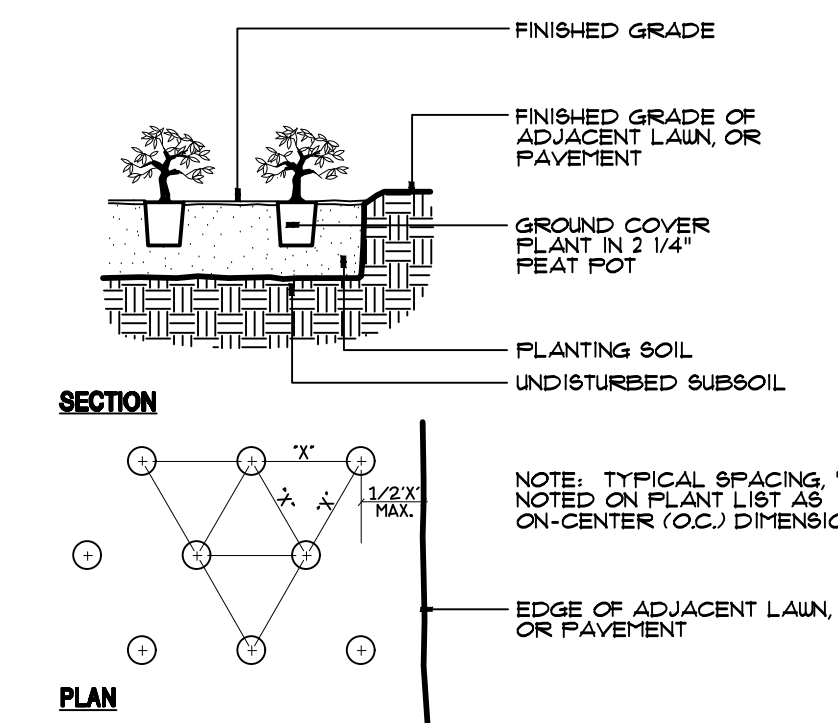 FINISHED GRADE
FINISHED GRADE OF
ADJACENT LAWN, OR
PAVEMENT
GROUND COVER
PLANT IN 2 1/4"
PEAT POT
PLANTING SOIL
UNDISTURBED SUBSOIL
SECTION
"X"
"X"
"X"
1/2"X"
MAX.
NOTE: TYPICAL SPACING, "
NOTED ON PLANT LIST AS
ON-CENTER (O.C.) DIMENSIO
EDGE OF ADJACENT LAWN,
OR PAVEMENT
PLAN